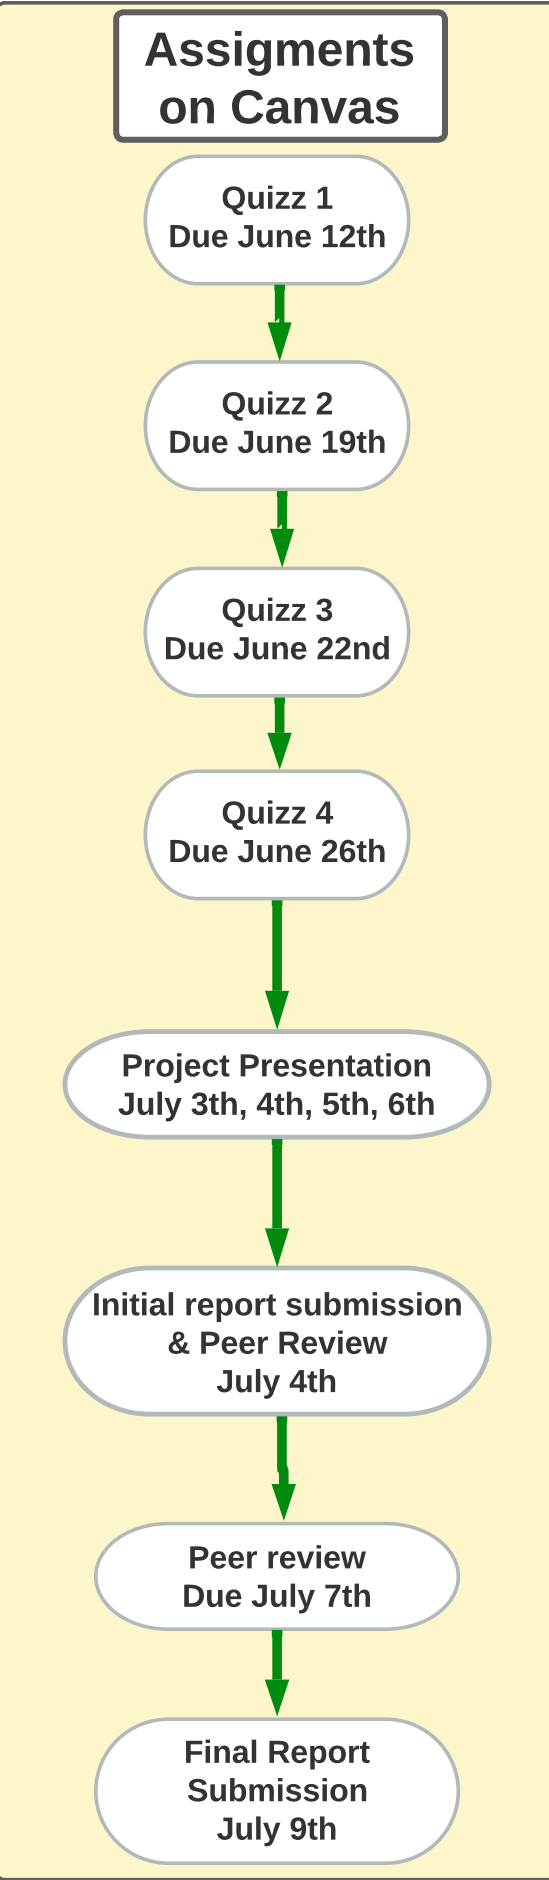 Assigments
on Canvas
Quizz 1
Due June 12th
Quizz 2
Due June 19th
Quizz 3
Due June 22nd
Quizz 4
Due June 26th
Project Presentation
July 3th, 4th, 5th, 6th
Initial report submission
& Peer Review
July 4th
Peer review
Due July 7th
Final Report
Submission
July 9th